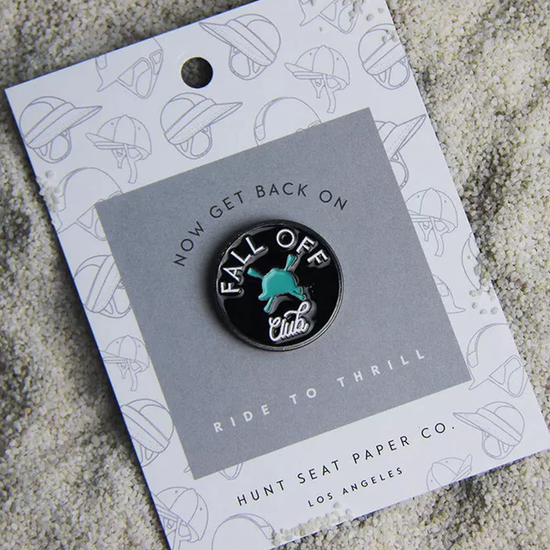 NOW GET BACK ON
FALL OFF
Club
RIDE TO THRILL
HUNT SEAT PAPER CO.
LOS ANGELES